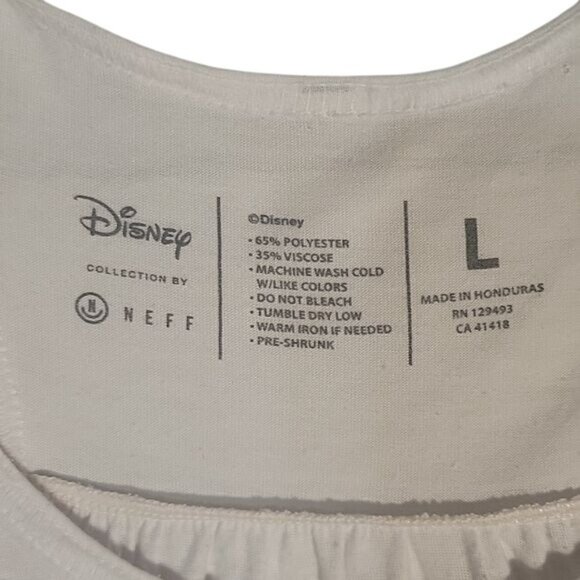 Disney
COLLECTION BY
N NEFF
©Disney
• 65% POLYESTER
• 35% VISCOSE
• MACHINE WASH COLD
W/LIKE COLORS
• DO NOT BLEACH
• TUMBLE DRY LOW
• WARM IRON IF NEEDED
• PRE-SHRUNK
L
MADE IN HONDURAS
RN 129493
CA 41418